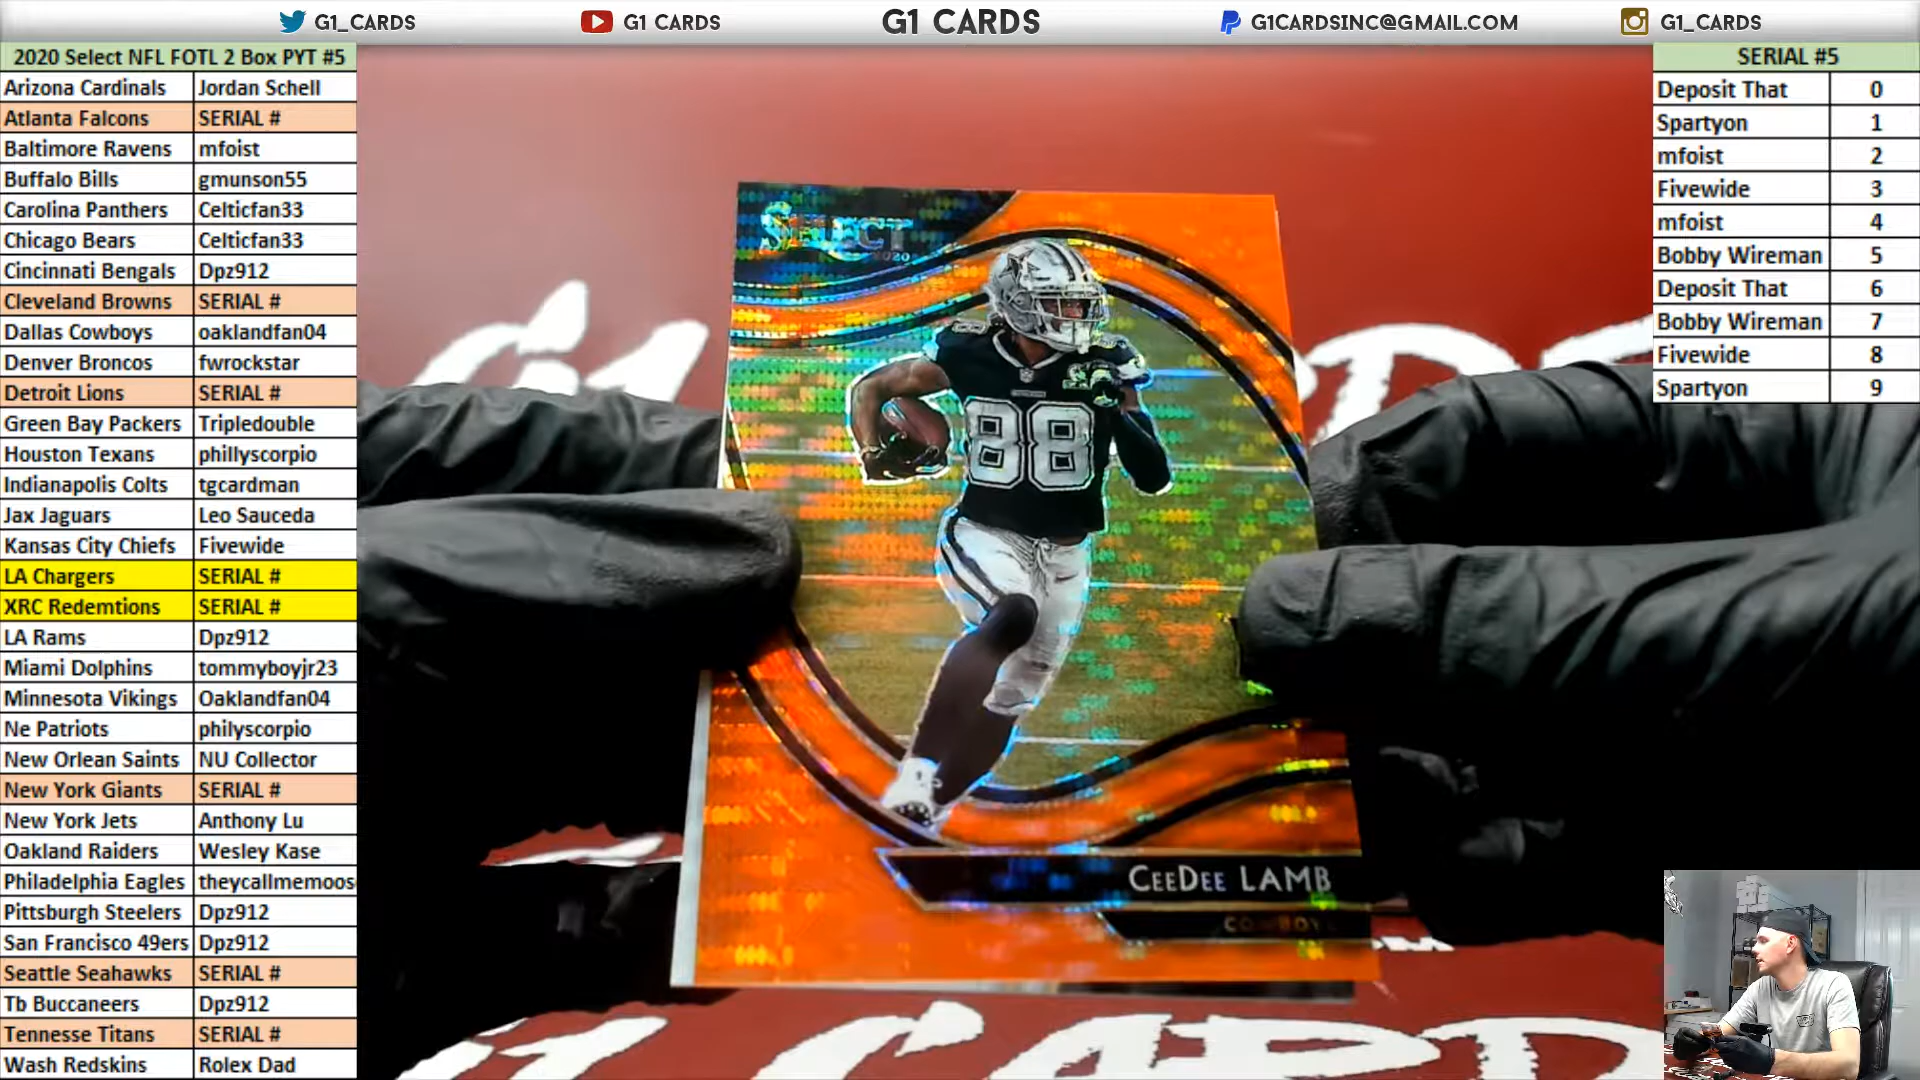 G1_CARDS
G1 CARDS
G1 CARDS
G1CARDSINC@GMAIL.COM
G1_CARDS
2020 Select NFL FOTL 2 Box PYT #5
Arizona Cardinals Jordan Schell
Atlanta Falcons SERIAL #
Baltimore Ravens mfoist
Buffalo Bills gmunson55
Carolina Panthers Celticfan33
Chicago Bears Celticfan33
Cincinnati Bengals Dpz912
Cleveland Browns SERIAL #
Dallas Cowboys oaklandfan04
Denver Broncos fwrockstar
Detroit Lions SERIAL #
Green Bay Packers Tripledouble
Houston Texans phillyscorpio
Indianapolis Colts tgcardman
Jax Jaguars Leo Sauceda
Kansas City Chiefs Fivewide
LA Chargers SERIAL #
XRC Redemtions SERIAL #
LA Rams Dpz912
Miami Dolphins tommyboyjr23
Minnesota Vikings Oaklandfan04
Ne Patriots philyscorpio
New Orlean Saints NU Collector
New York Giants SERIAL #
New York Jets Anthony Lu
Oakland Raiders Wesley Kase
Philadelphia Eagles theycallmemoos
Pittsburgh Steelers Dpz912
San Francisco 49ers Dpz912
Seattle Seahawks SERIAL #
Tb Buccaneers Dpz912
Tennesse Titans SERIAL #
Wash Redskins Rolex Dad
SERIAL #5
Deposit That 0
Spartyon 1
mfoist 2
Fivewide 3
mfoist 4
Bobby Wireman 5
Deposit That 6
Bobby Wireman 7
Fivewide 8
Spartyon 9
SELECT
2020
88
88
CEEDEE LAMB
COWBOYS
G1 CARDS
G1 CARD